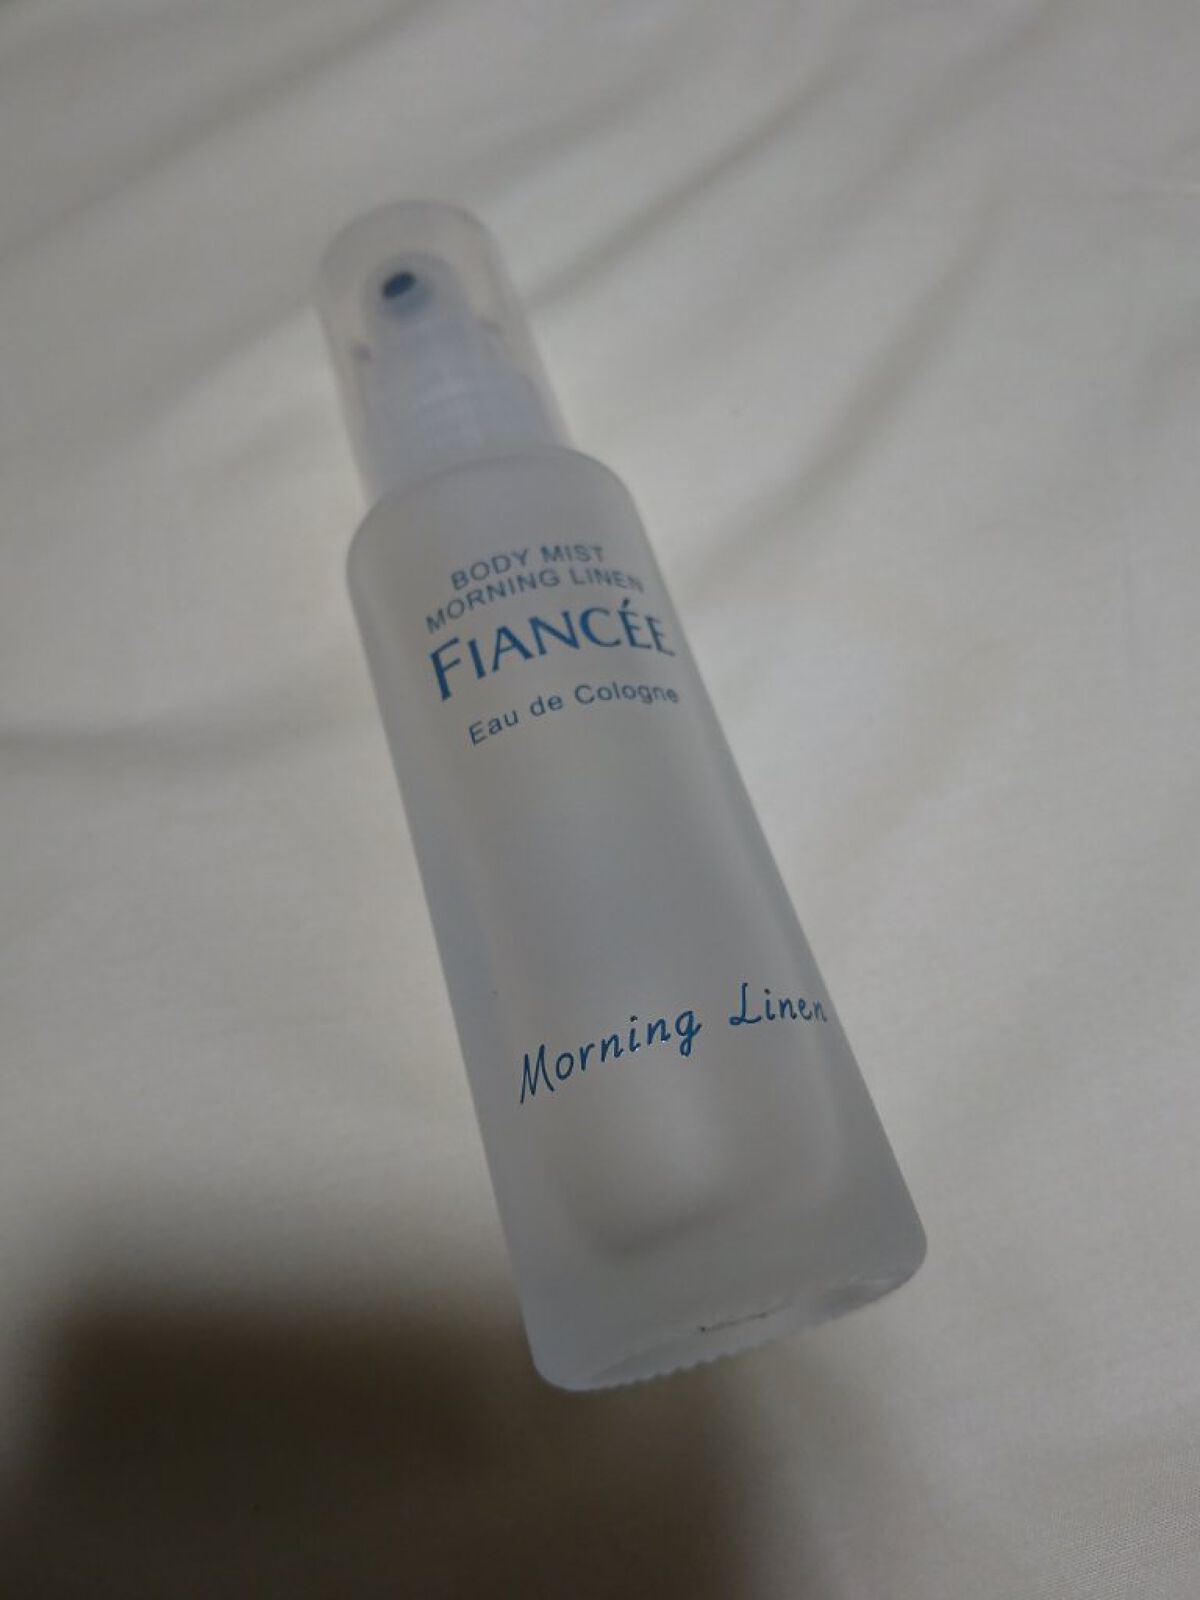 BODY MIST
MORNING LINEN
FIANCÉE
Eau de Cologne
Morning Linen